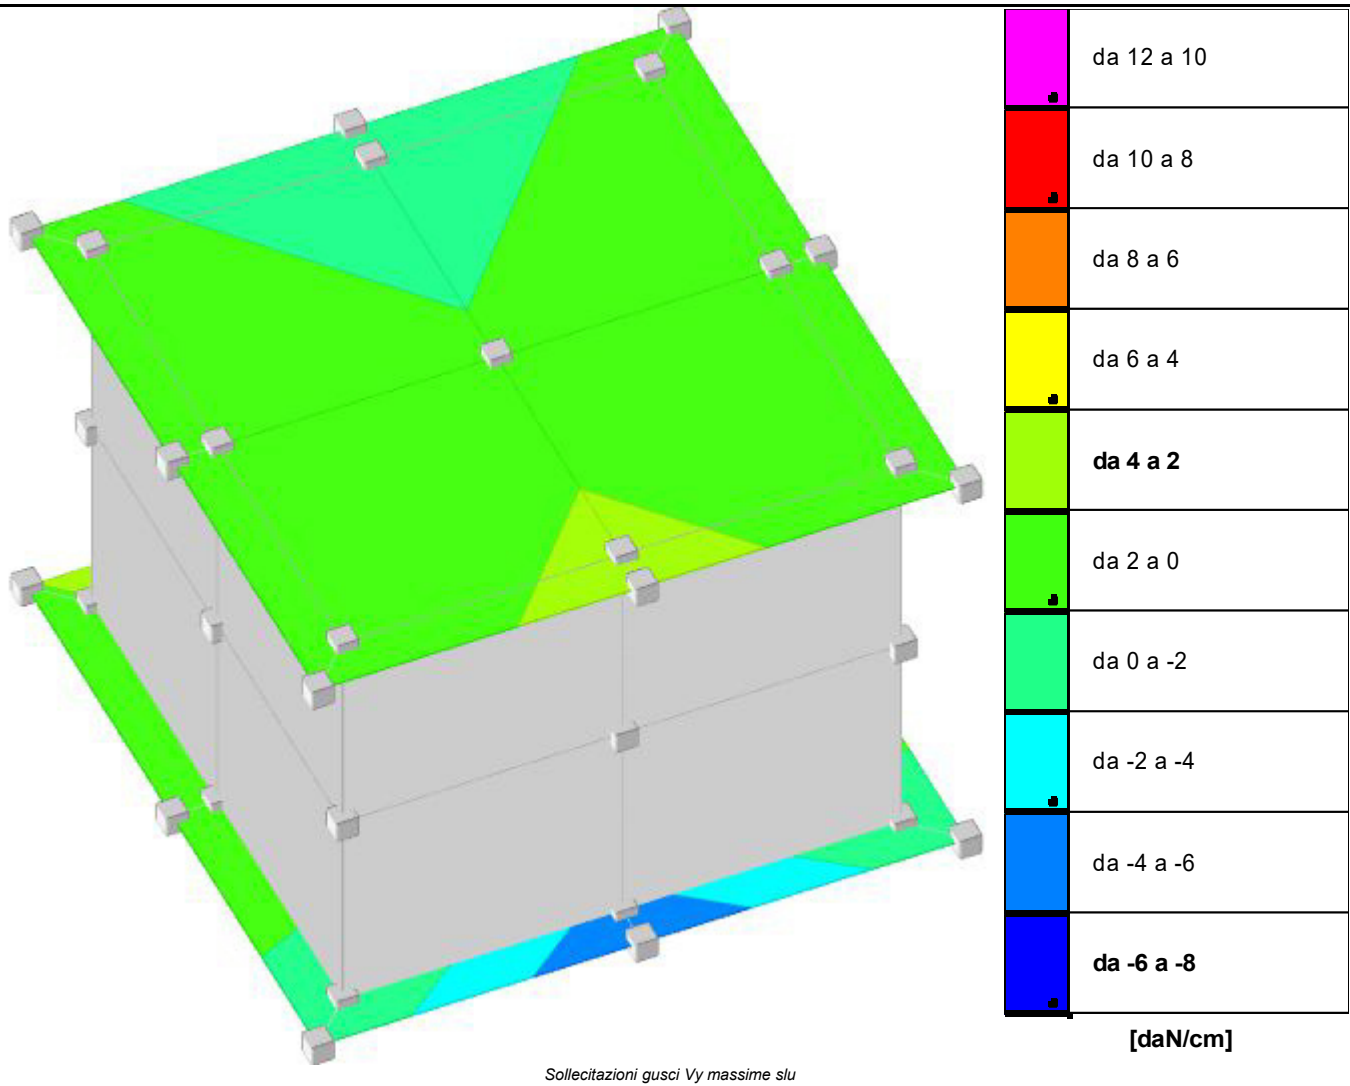 da 12 a 10
da 10 a 8
da 8 a 6
da 6 a 4
da 4 a 2
da 2 a 0
da 0 a -2
da -2 a -4
da -4 a -6
da -6 a -8
[daN/cm]
Sollecitazioni gusci Vy massime slu